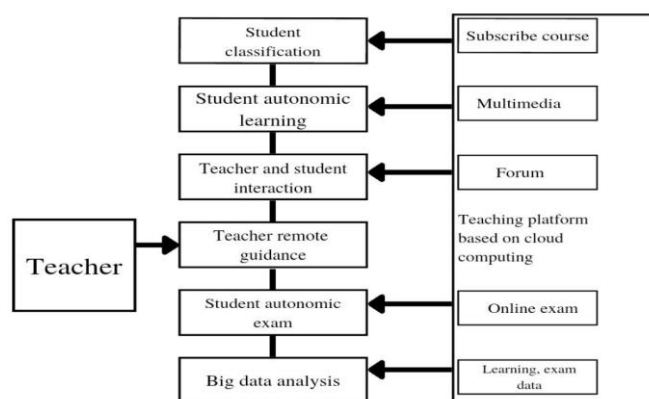 Student
classification
Subscribe course
Student autonomic
learning
Multimedia
Teacher and student
interaction
Forum
Teacher
Teacher remote
guidance
Teaching platform
based on cloud
computing
Student autonomic
exam
Online exam
Big data analysis
Learning, exam
data